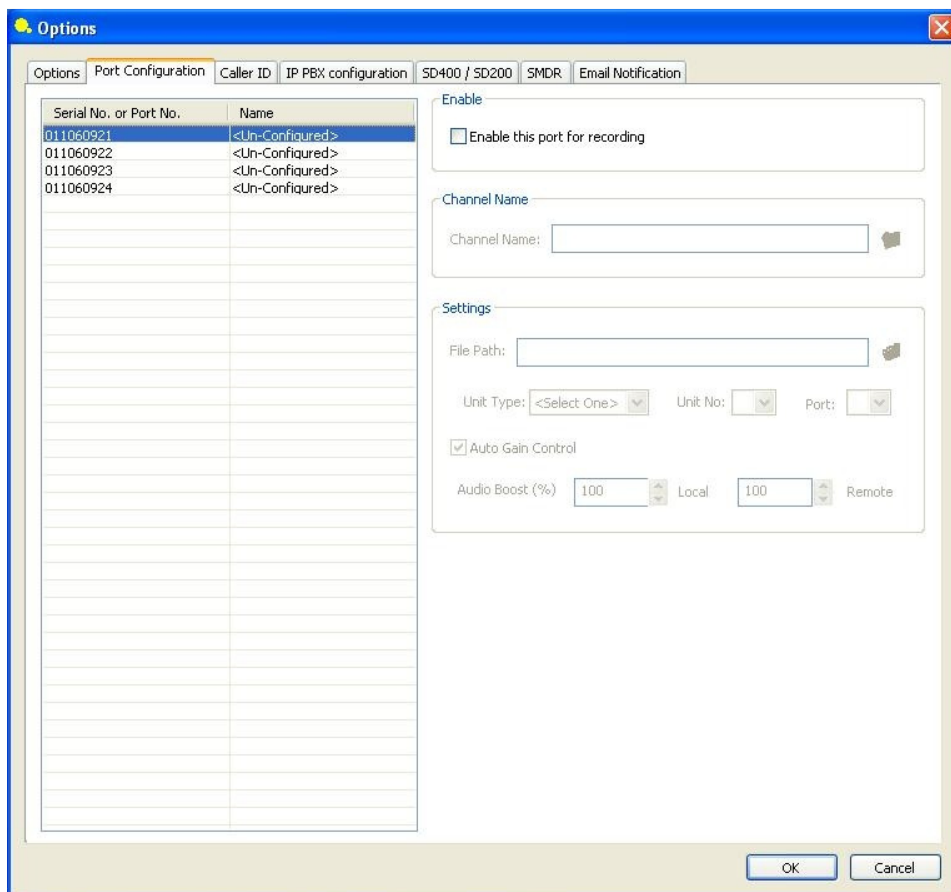 Options
Options Port Configuration Caller ID IP PBX configuration SD400 / SD200 SMDR Email Notification
Serial No. or Port No. Name
011060921 <Un-Configured>
011060922 <Un-Configured>
011060923 <Un-Configured>
011060924 <Un-Configured>
Enable
Enable this port for recording
Channel Name
Channel Name:
Settings
File Path:
Unit Type: <Select One> Unit No: Port:
Auto Gain Control
Audio Boost (%) 100 Local 100 Remote
OK Cancel